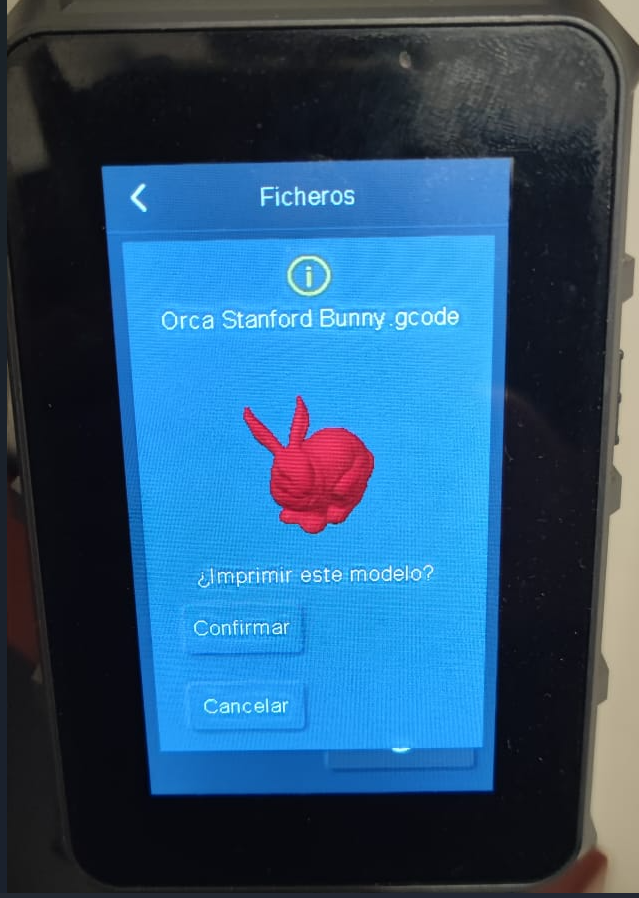 Ficheros
Orca Stanford Bunny.gcode
¿Imprimir este modelo?
Confirmar
Cancelar